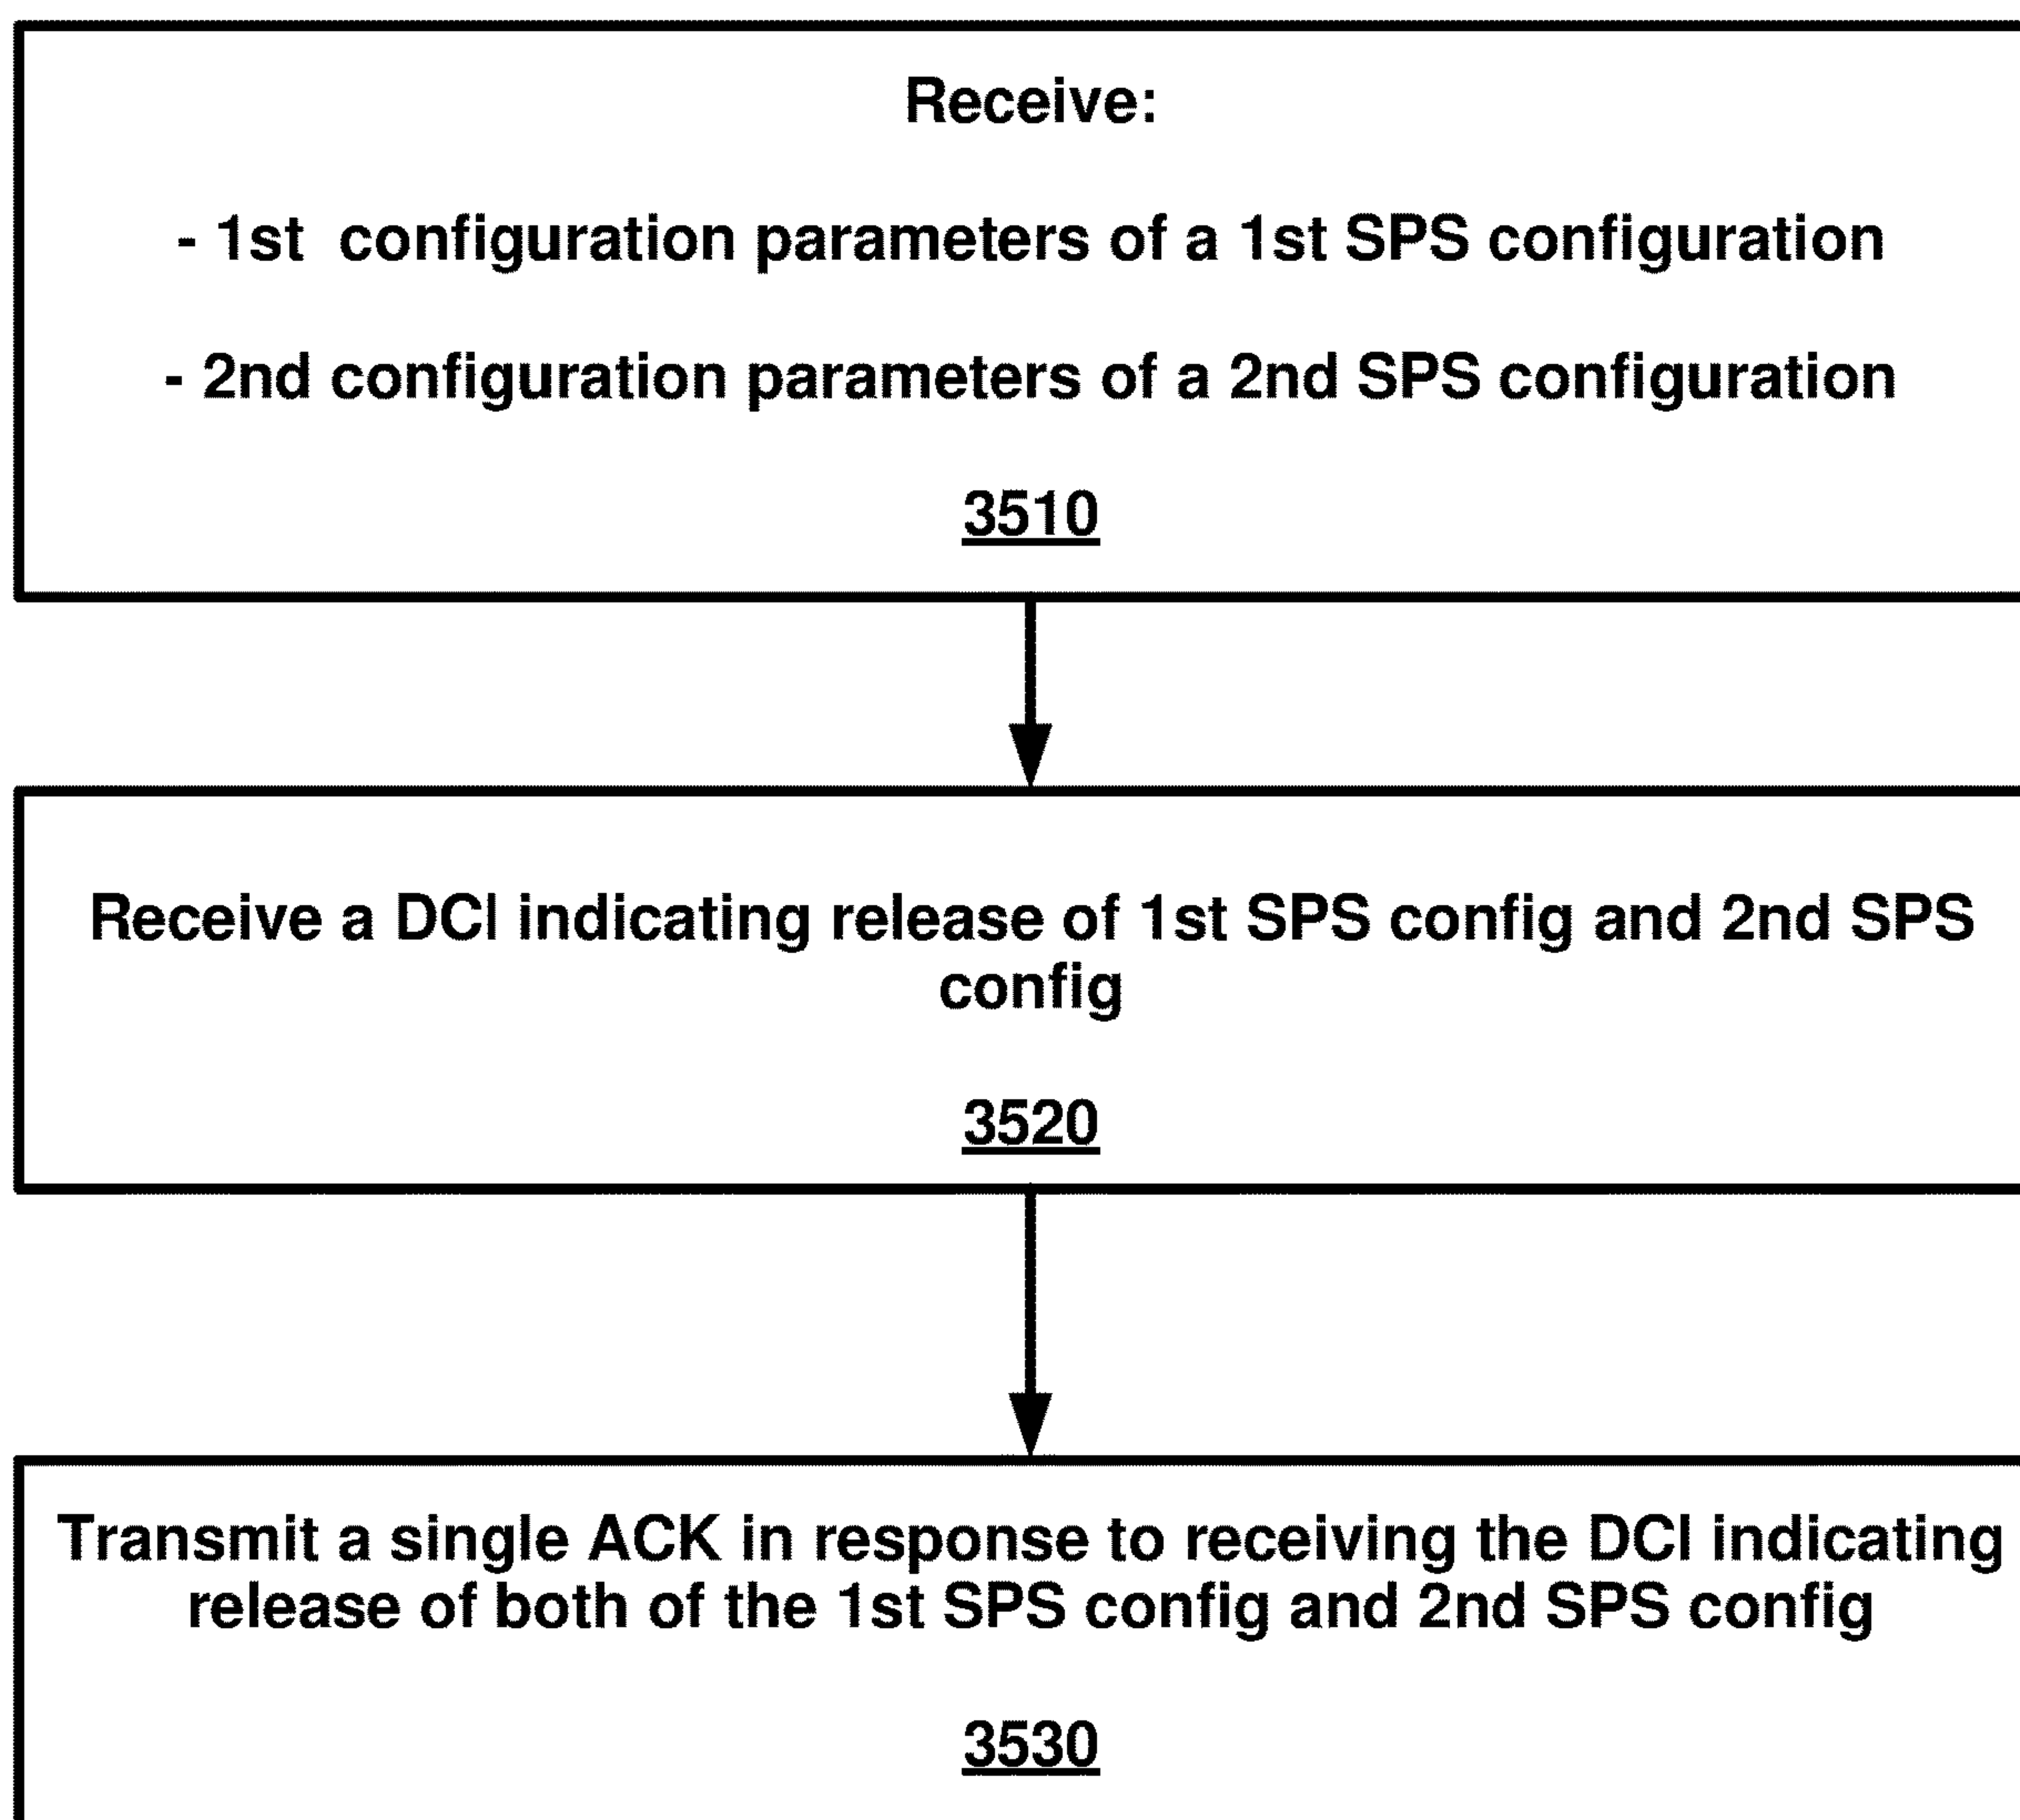 Receive:
- 1st configuration parameters of a 1st SPS configuration
- 2nd configuration parameters of a 2nd SPS configuration
3510
Receive a DCI indicating release of 1st SPS config and 2nd SPS
config
3520
Transmit a single ACK in response to receiving the DCI indicating
release of both of the 1st SPS config and 2nd SPS config
3530